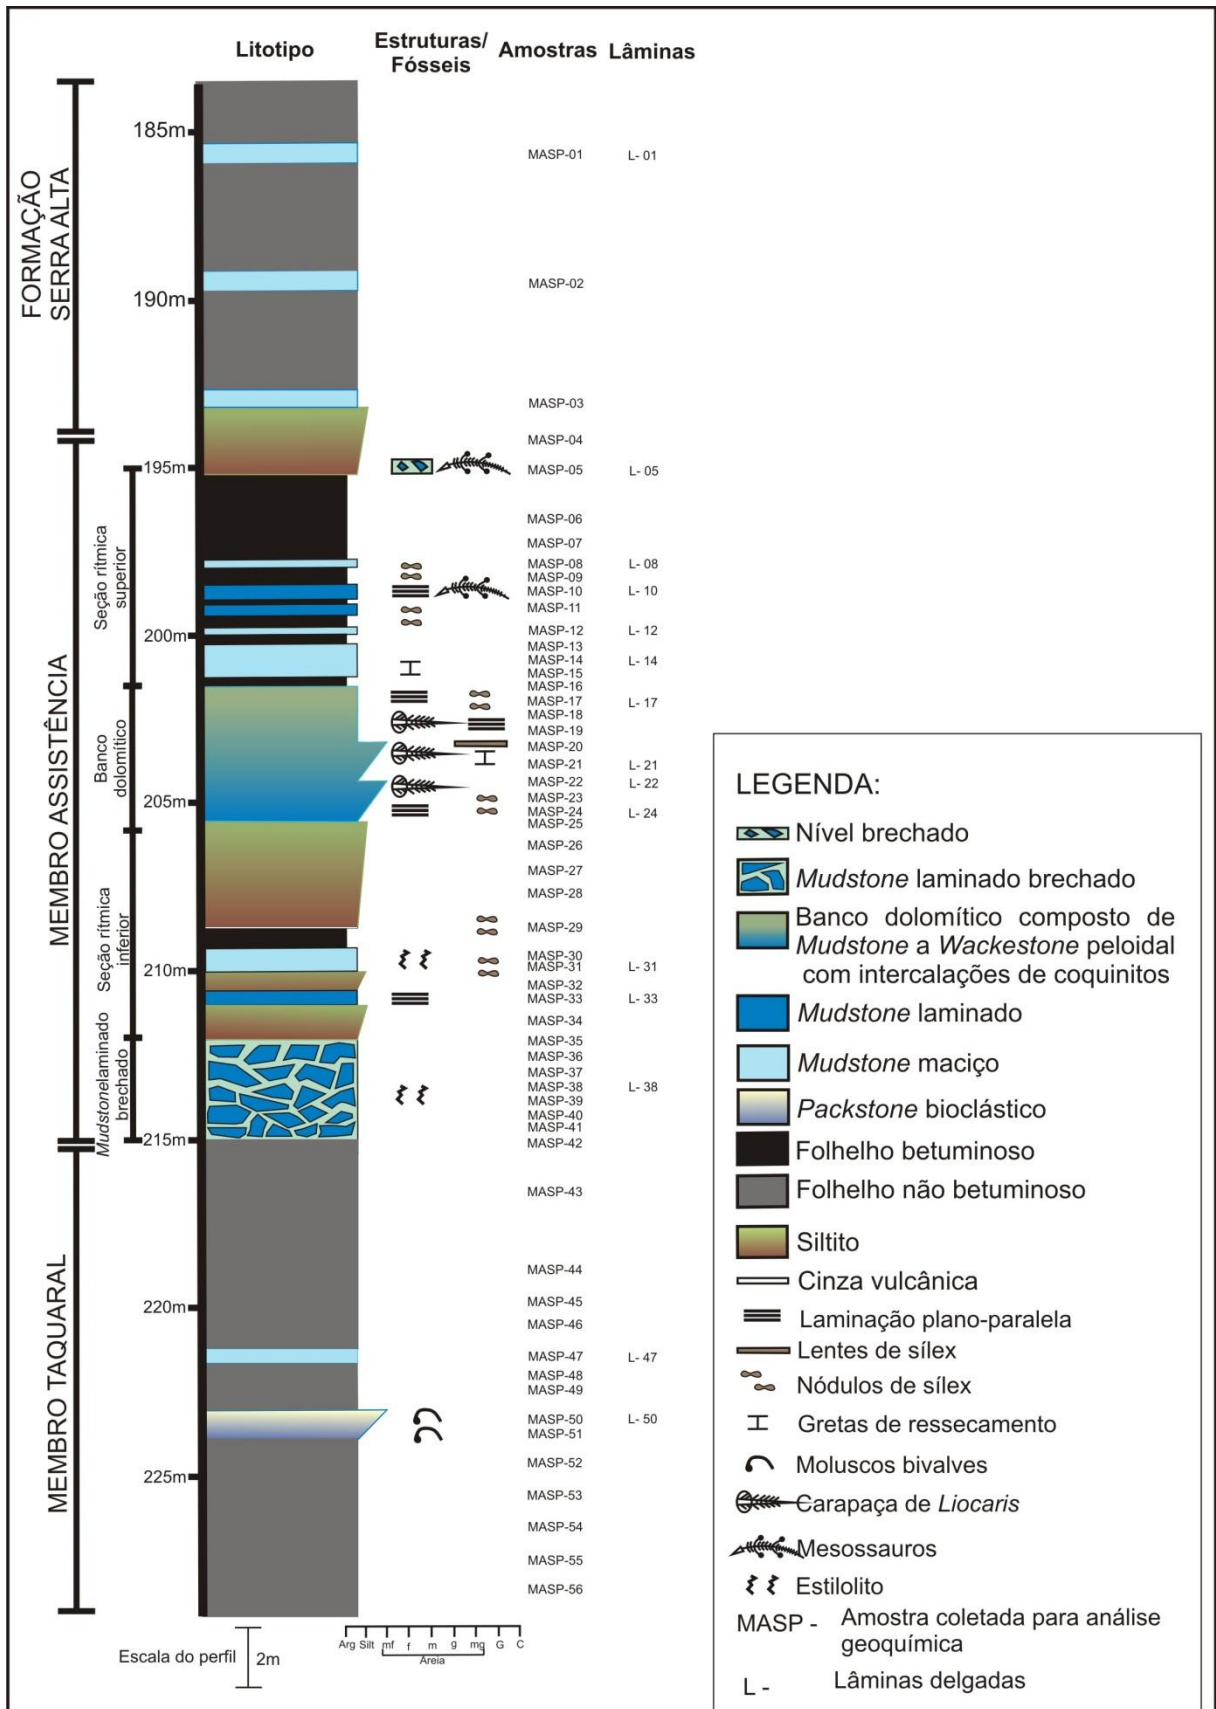 Litotipo
Estruturas/
Fósseis
Amostras
Lâminas
FORMAÇÃO
SERRA ALTA
MEMBRO ASSISTÊNCIA
MEMBRO TAQUARAL
Seção rítmica
superior
Banco
dolomítico
Seção rítmica
inferior
Mudstonelaminado
brechado
185m
190m
195m
200m
205m
210m
215m
220m
225m
MASP-01 L- 01
MASP-02
MASP-03
MASP-04
MASP-05 L- 05
MASP-06
MASP-07
MASP-08 L- 08
MASP-09
MASP-10 L- 10
MASP-11
MASP-12 L- 12
MASP-13
MASP-14 L- 14
MASP-15
MASP-16
MASP-17 L- 17
MASP-18
MASP-19
MASP-20
MASP-21 L- 21
MASP-22 L- 22
MASP-23
MASP-24 L- 24
MASP-25
MASP-26
MASP-27
MASP-28
MASP-29
MASP-30
MASP-31 L- 31
MASP-32
MASP-33 L- 33
MASP-34
MASP-35
MASP-36
MASP-37
MASP-38 L- 38
MASP-39
MASP-40
MASP-41
MASP-42
MASP-43
MASP-44
MASP-45
MASP-46
MASP-47 L- 47
MASP-48
MASP-49
MASP-50 L- 50
MASP-51
MASP-52
MASP-53
MASP-54
MASP-55
MASP-56
Escala do perfil
2m
Arg Silt mf f m g mg G C
Areia
LEGENDA:
Nível brechado
Mudstone laminado brechado
Banco dolomítico composto de
Mudstone a Wackestone peloidal
com intercalações de coquinitos
Mudstone laminado
Mudstone maciço
Packstone bioclástico
Folhelho betuminoso
Folhelho não betuminoso
Siltito
Cinza vulcânica
Laminação plano-paralela
Lentes de sílex
Nódulos de sílex
Gretas de ressecamento
Moluscos bivalves
Carapaça de Liocaris
Mesossauros
Estilolito
MASP - Amostra coletada para análise
geoquímica
L - Lâminas delgadas